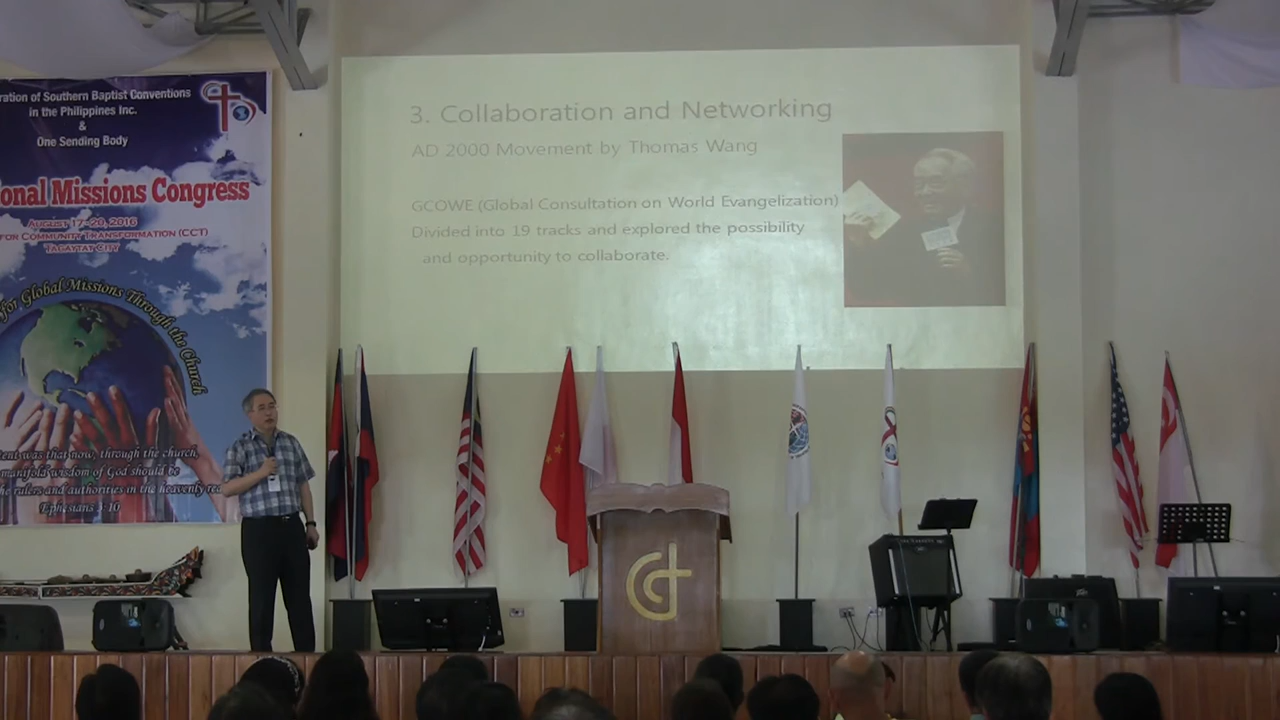 ration of Southern Baptist Conventions
in the Philippines Inc.
&
One Sending Body
onal Missions Congress
August 17-20, 2016
for Community Transformation (CCT)
Tagaytay City
for Global Missions Through the Church
ent was that now, through the church,
manifold wisdom of God should be
he rulers and authorities in the heavenly rea
Ephesians 3:10
3. Collaboration and Networking
AD 2000 Movement by Thomas Wang
GCOWE (Global Consultation on World Evangelization)
Divided into 19 tracks and explored the possibility
and opportunity to collaborate.